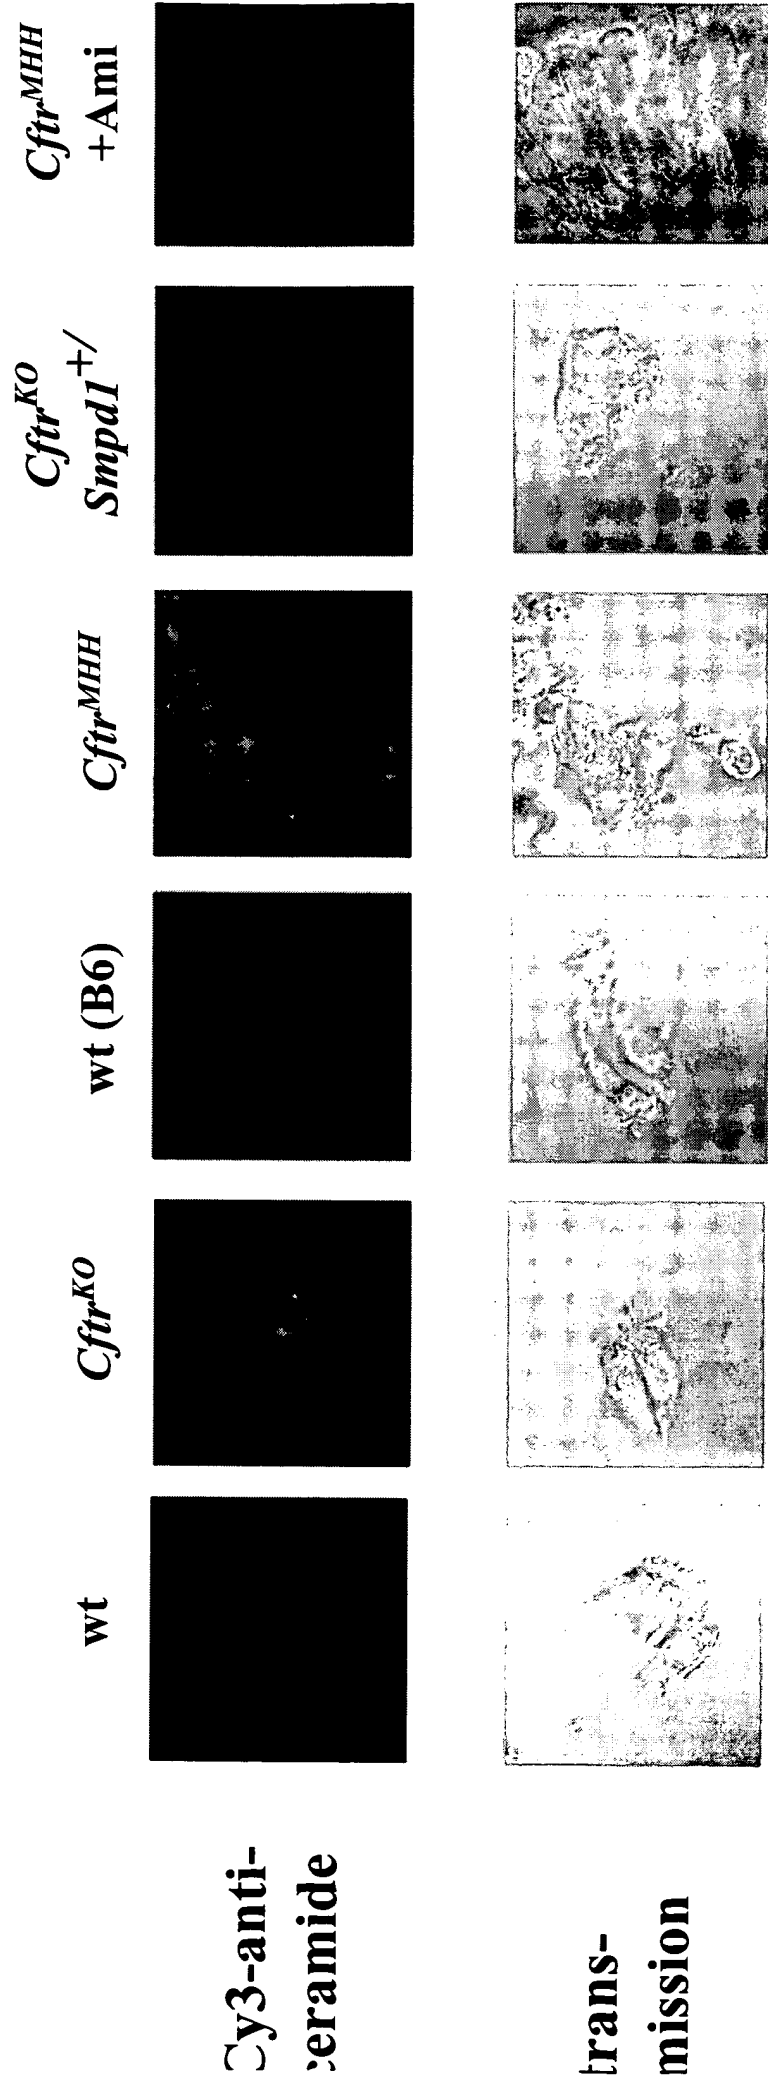 wt
Cftr^KO
wt (B6)
Cftr^MHH
Cftr^KO
Smpd1^+/
Cftr^MHH
+Ami
Cy3-anti-
ceramide
trans-
mission